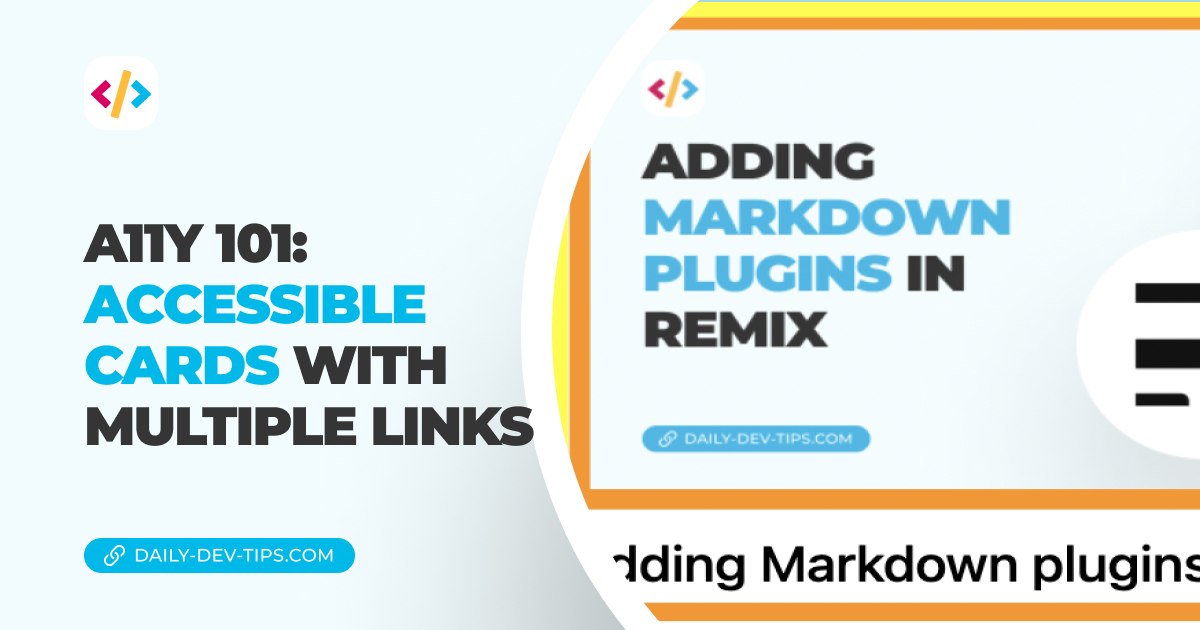 A11Y 101:
ACCESSIBLE
CARDS WITH
MULTIPLE LINKS
DAILY-DEV-TIPS.COM
ADDING
MARKDOWN
PLUGINS IN
REMIX
DAILY-DEV-TIPS.COM
dding Markdown plugins